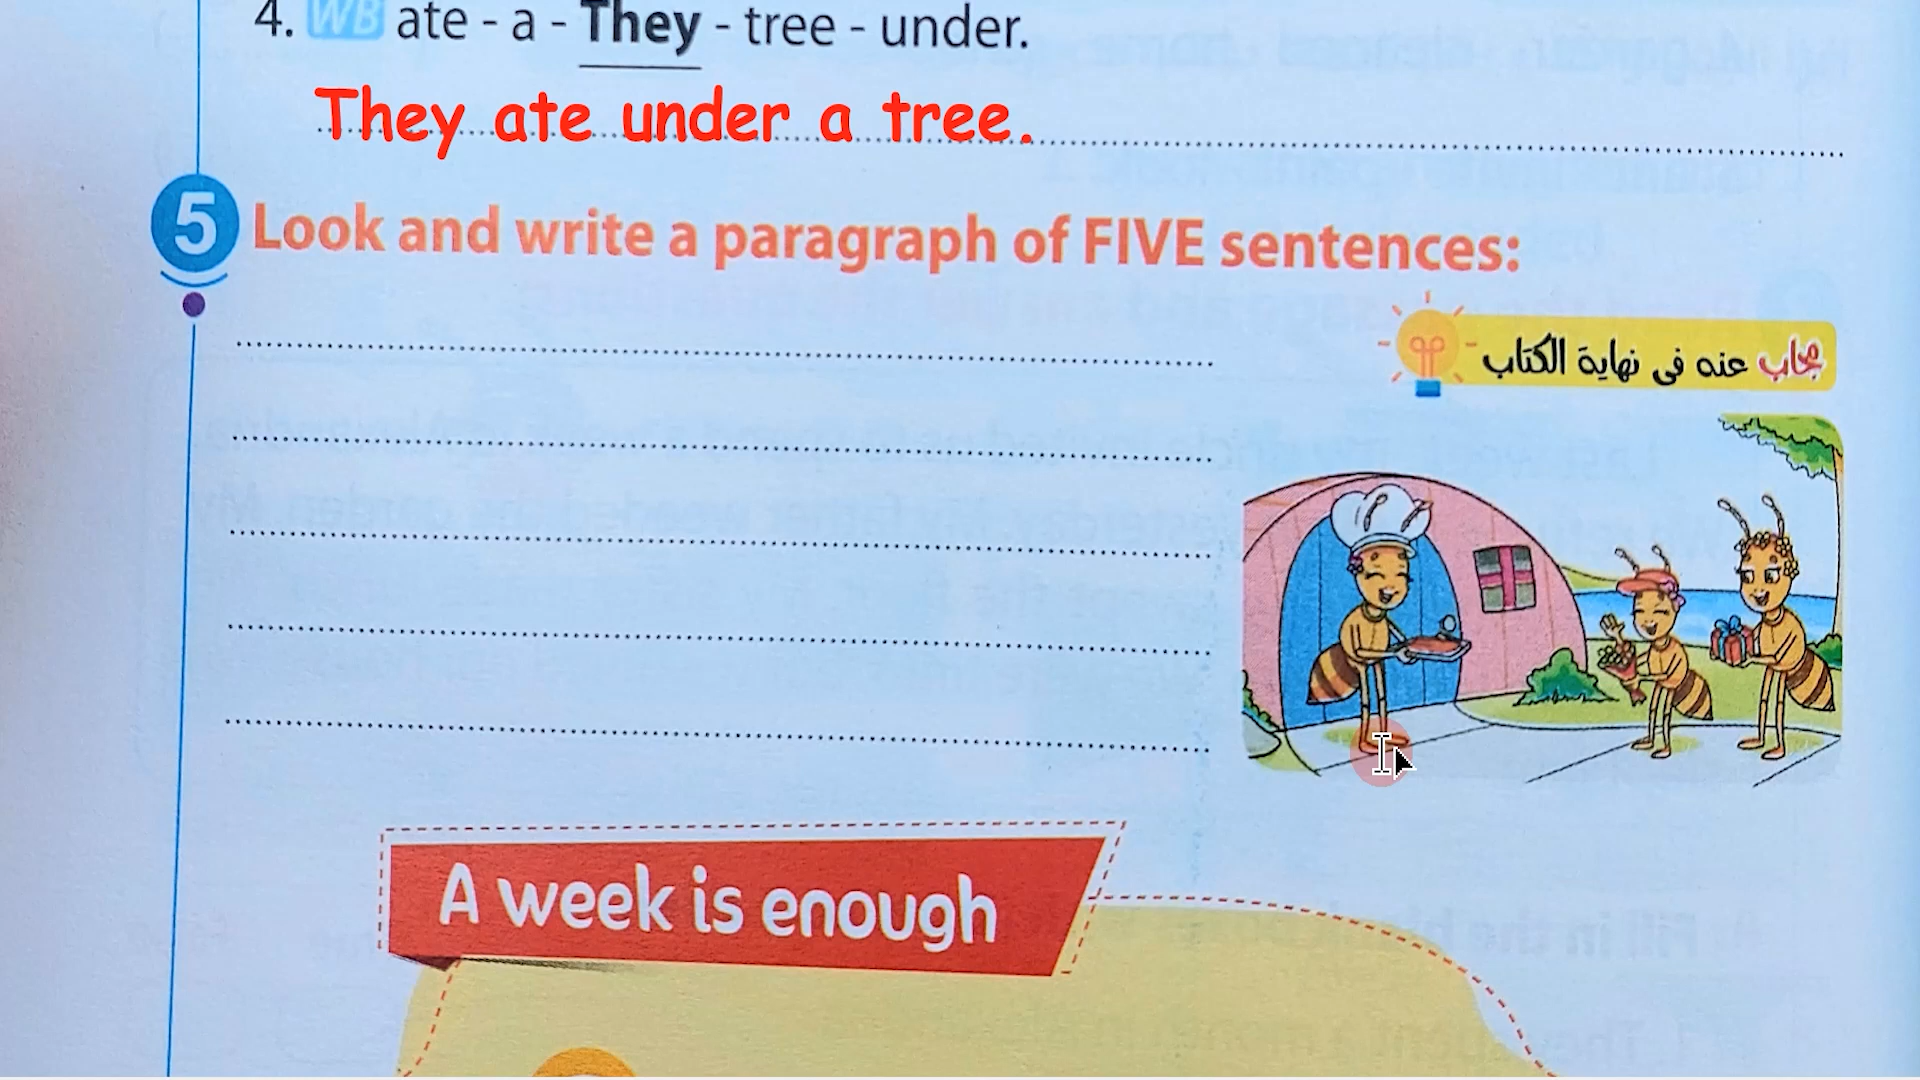 4. WB ate - a - They - tree - under.
They ate under a tree.
5 Look and write a paragraph of FIVE sentences:
مجاب عنه فى نهاية الكتاب
A week is enough